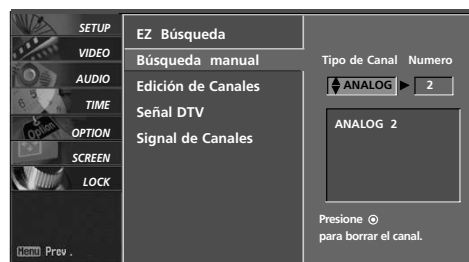 SETUP
VIDEO
AUDIO
TIME
OPTION
SCREEN
LOCK
Menu Prev.
EZ Búsqueda
Búsqueda manual
Edición de Canales
Señal DTV
Signal de Canales
Tipo de Canal Numero
ANALOG 2
ANALOG 2
Presione
para borrar el canal.
Option